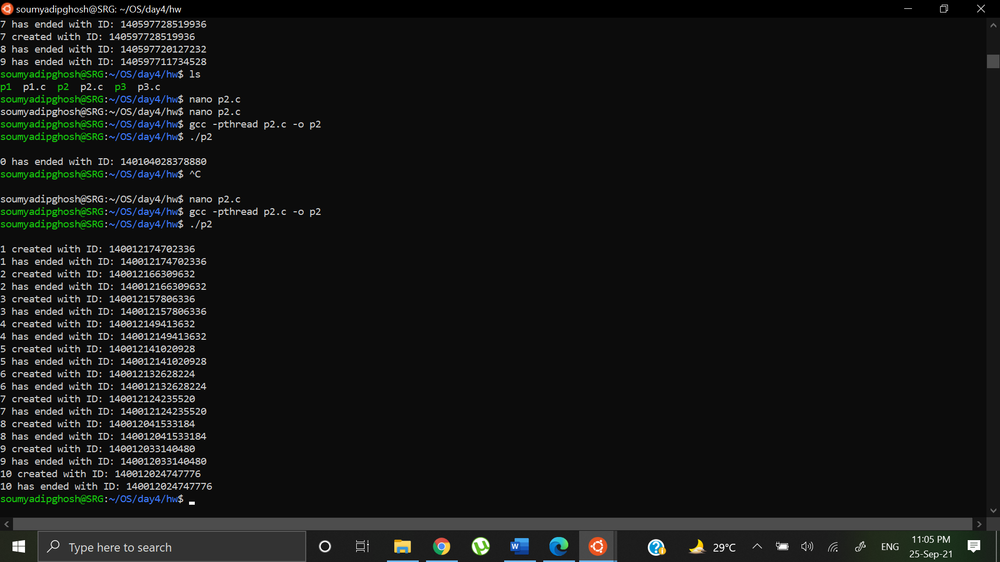 soumyadipghosh@SRG: ~/OS/day4/hw
7 has ended with ID: 140597728519936
7 created with ID: 140597728519936
8 has ended with ID: 140597720127232
9 has ended with ID: 140597711734528
soumyadipghosh@SRG:~/OS/day4/hw$ ls
p1  p1.c  p2  p2.c  p3  p3.c
soumyadipghosh@SRG:~/OS/day4/hw$ nano p2.c
soumyadipghosh@SRG:~/OS/day4/hw$ nano p2.c
soumyadipghosh@SRG:~/OS/day4/hw$ gcc -pthread p2.c -o p2
soumyadipghosh@SRG:~/OS/day4/hw$ ./p2
0 has ended with ID: 140104028378880
soumyadipghosh@SRG:~/OS/day4/hw$ ^C
soumyadipghosh@SRG:~/OS/day4/hw$ nano p2.c
soumyadipghosh@SRG:~/OS/day4/hw$ gcc -pthread p2.c -o p2
soumyadipghosh@SRG:~/OS/day4/hw$ ./p2
1 created with ID: 140012174702336
1 has ended with ID: 140012174702336
2 created with ID: 140012166309632
2 has ended with ID: 140012166309632
3 created with ID: 140012157806336
3 has ended with ID: 140012157806336
4 created with ID: 140012149413632
4 has ended with ID: 140012149413632
5 created with ID: 140012141020928
5 has ended with ID: 140012141020928
6 created with ID: 140012132628224
6 has ended with ID: 140012132628224
7 created with ID: 140012124235520
7 has ended with ID: 140012124235520
8 created with ID: 140012041533184
8 has ended with ID: 140012041533184
9 created with ID: 140012033140480
9 has ended with ID: 140012033140480
10 created with ID: 140012024747776
10 has ended with ID: 140012024747776
soumyadipghosh@SRG:~/OS/day4/hw$
Type here to search
29°C
ENG
11:05 PM
25-Sep-21